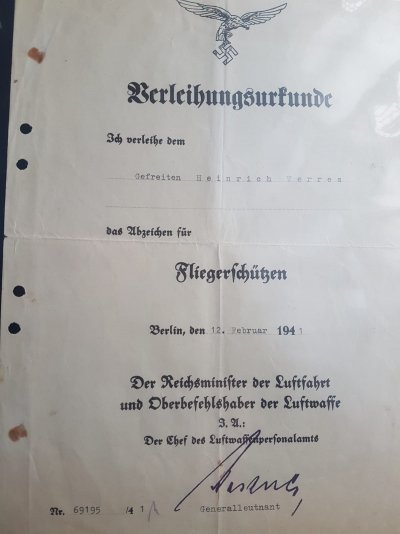 Verleihungsurkunde
Ich verleihe dem
Gefreiten Heinrich
das Abzeichen für
Fliegerschützen
Berlin, den 12. Februar 1941
Der Reichsminister der Luftfahrt
und Oberbefehlshaber der Luftwaffe
J. A.:
Der Chef des Luftwaffenpersonalamts
Generalleutnant
Nr. 69195 /41